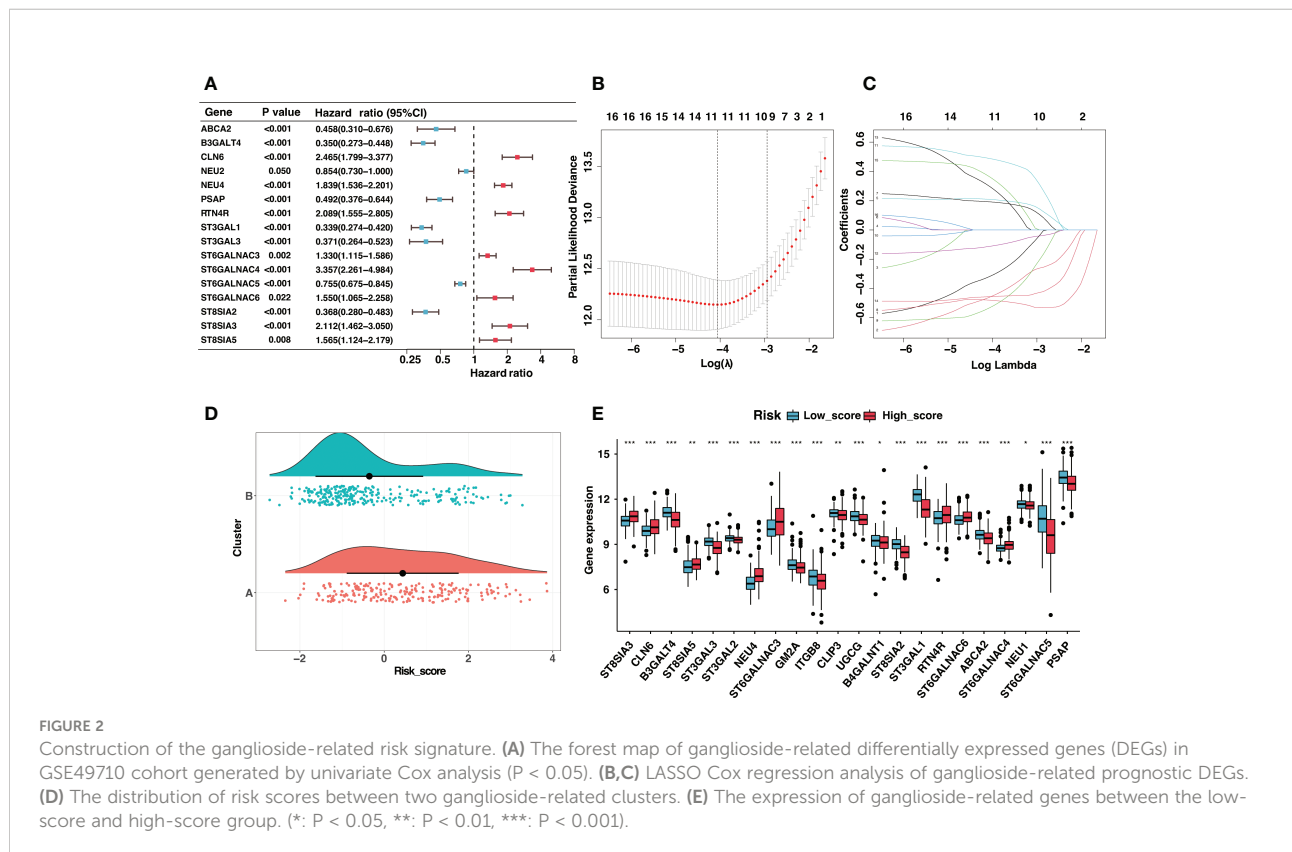 A
Gene P value Hazard ratio (95%CI)
ABCA2 <0.001 0.458(0.310–0.676)
B3GALT4 <0.001 0.350(0.273–0.448)
CLN6 <0.001 2.465(1.799–3.377)
NEU2 0.050 0.854(0.730–1.000)
NEU4 <0.001 1.839(1.536–2.201)
PSAP <0.001 0.492(0.376–0.644)
RTN4R <0.001 2.089(1.555–2.805)
ST3GAL1 <0.001 0.339(0.274–0.420)
ST3GAL3 <0.001 0.371(0.264–0.523)
ST6GALNAC3 0.002 1.330(1.115–1.586)
ST6GALNAC4 <0.001 3.357(2.261–4.984)
ST6GALNAC5 <0.001 0.755(0.675–0.845)
ST6GALNAC6 0.022 1.550(1.065–2.258)
ST8SIA2 <0.001 0.368(0.280–0.483)
ST8SIA3 <0.001 2.112(1.462–3.050)
ST8SIA5 0.008 1.565(1.124–2.179)
0.25 0.5 1 2 4 8
Hazard ratio
B
16 16 16 15 14 14 11 11 11 10 9 7 3 2 1
Partial Likelihood Deviance
13.5
13.0
12.5
12.0
−6 −5 −4 −3 −2
Log(λ)
C
16 14 11 10 2
Coefficients
0.6
0.4
0.2
0.0
−0.2
−0.4
−0.6
−6 −5 −4 −3 −2
Log Lambda
D
Cluster
B
A
−2 0 2 4
Risk_score
E
Risk Low_score High_score
*** *** *** ** *** *** *** *** *** *** ** *** * *** *** *** *** *** *** * *** ***
Gene expression
15
12
9
6
ST8SIA3
CLN6
B3GALT4
ST8SIA5
ST3GAL3
ST3GAL2
NEU4
ST6GALNAC3
GM2A
ITGB8
CLIP3
UGCG
B4GALNT1
ST8SIA2
ST3GAL1
RTN4R
ST6GALNAC6
ABCA2
ST6GALNAC4
NEU1
ST6GALNAC5
PSAP
FIGURE 2
Construction of the ganglioside-related risk signature. (A) The forest map of ganglioside-related differentially expressed genes (DEGs) in
GSE49710 cohort generated by univariate Cox analysis (P < 0.05). (B,C) LASSO Cox regression analysis of ganglioside-related prognostic DEGs.
(D) The distribution of risk scores between two ganglioside-related clusters. (E) The expression of ganglioside-related genes between the low-
score and high-score group. (*: P < 0.05, **: P < 0.01, ***: P < 0.001).